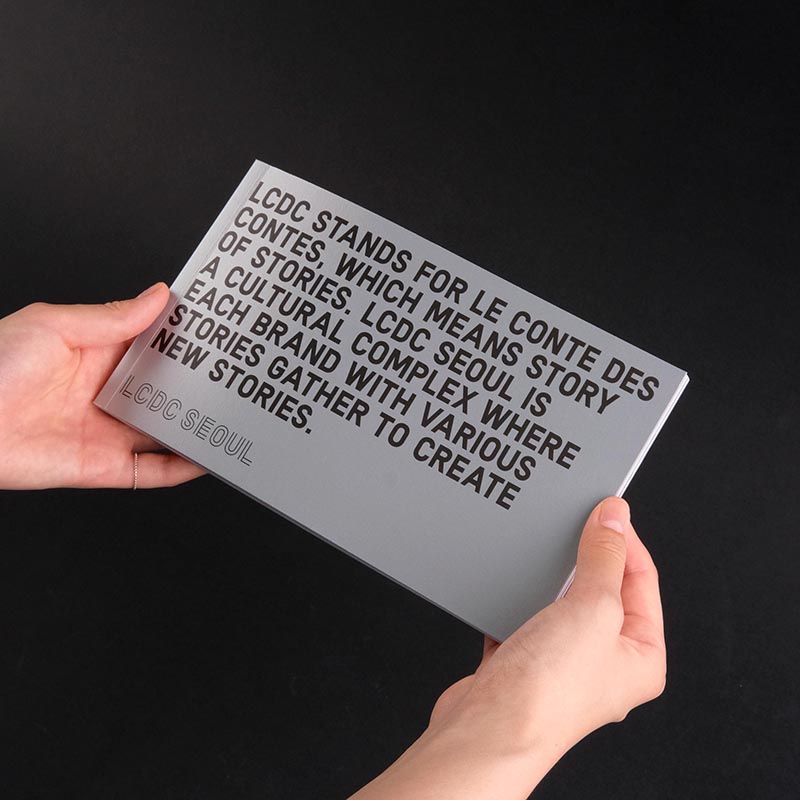 LCDC STANDS FOR LE CONTE DES
CONTES, WHICH MEANS STORY
OF STORIES. LCDC SEOUL IS
A CULTURAL COMPLEX WHERE
EACH BRAND WITH VARIOUS
STORIES GATHER TO CREATE
NEW STORIES.
LCDC SEOUL